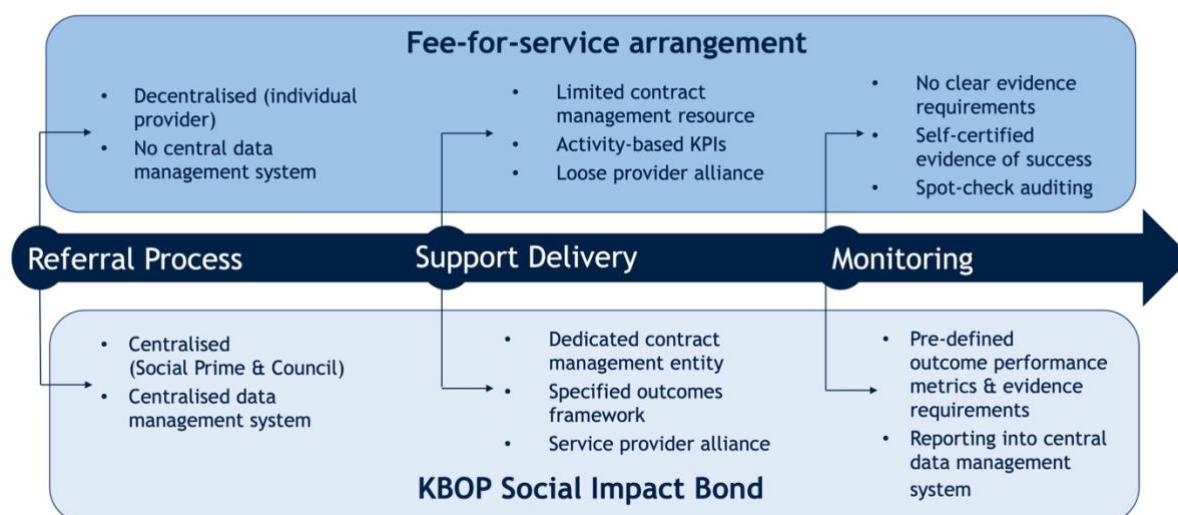 Fee-for-service arrangement
• Decentralised (individual
provider)
• No central data
management system
• Limited contract
management resource
• Activity-based KPIs
• Loose provider alliance
• No clear evidence
requirements
• Self-certified
evidence of success
• Spot-check auditing
Referral Process
Support Delivery
Monitoring
• Centralised
(Social Prime & Council)
• Centralised data
management system
• Dedicated contract
management entity
• Specified outcomes
framework
• Service provider alliance
• Pre-defined
outcome performance
metrics & evidence
requirements
• Reporting into central
data management
system
KBOP Social Impact Bond